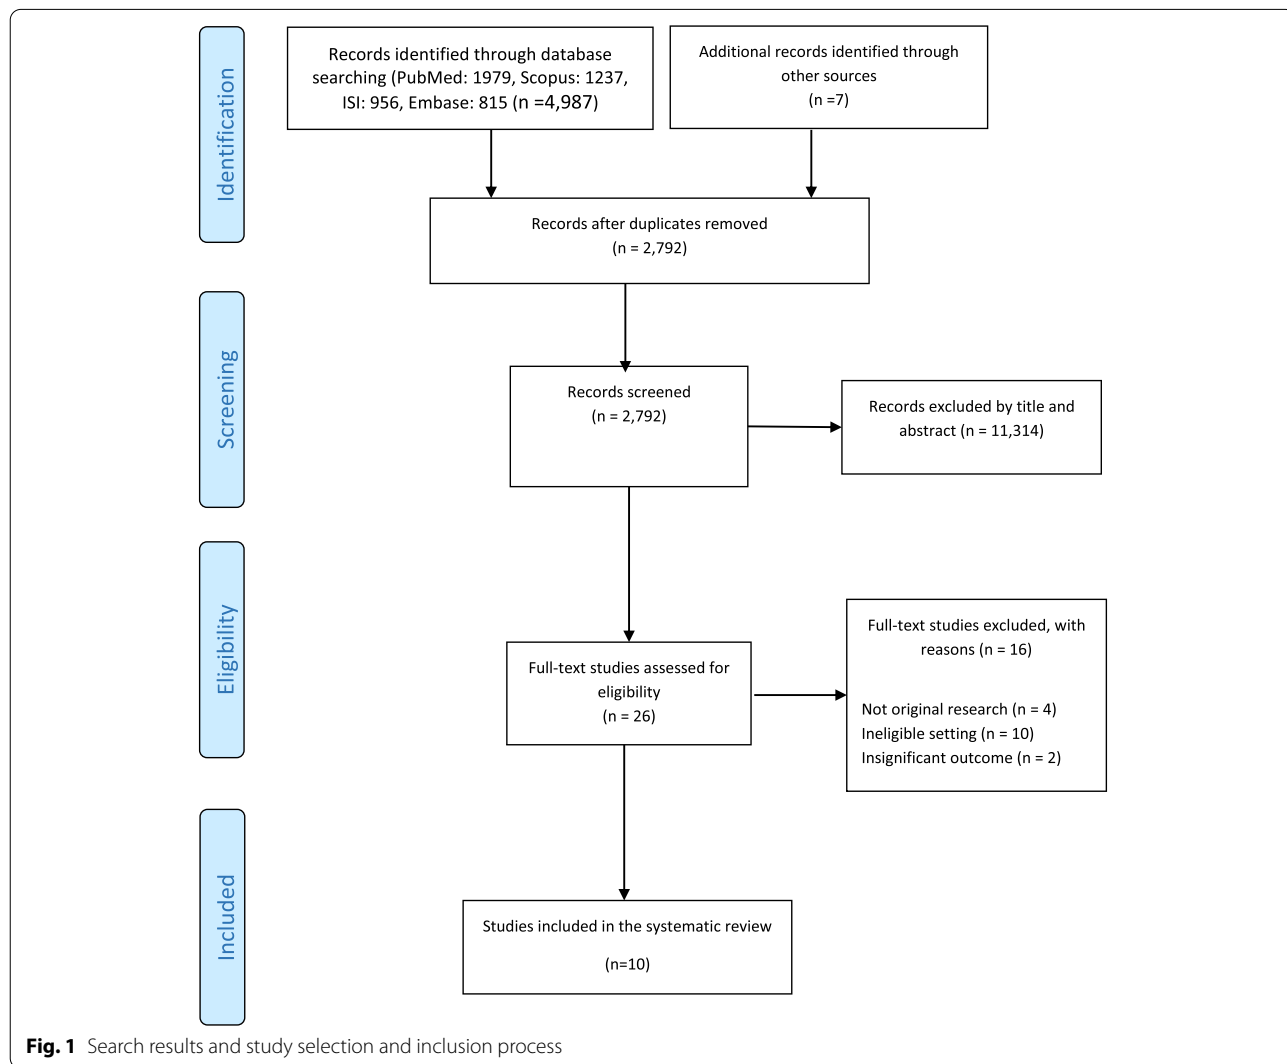 Identification
Records identified through database
searching (PubMed: 1979, Scopus: 1237,
ISI: 956, Embase: 815 (n =4,987)
Additional records identified through
other sources
(n =7)
Records after duplicates removed
(n = 2,792)
Screening
Records screened
(n = 2,792)
Records excluded by title and
abstract (n = 11,314)
Eligibility
Full-text studies assessed for
eligibility
(n = 26)
Full-text studies excluded, with
reasons (n = 16)
Not original research (n = 4)
Ineligible setting (n = 10)
Insignificant outcome (n = 2)
Included
Studies included in the systematic review
(n=10)
Fig. 1 Search results and study selection and inclusion process